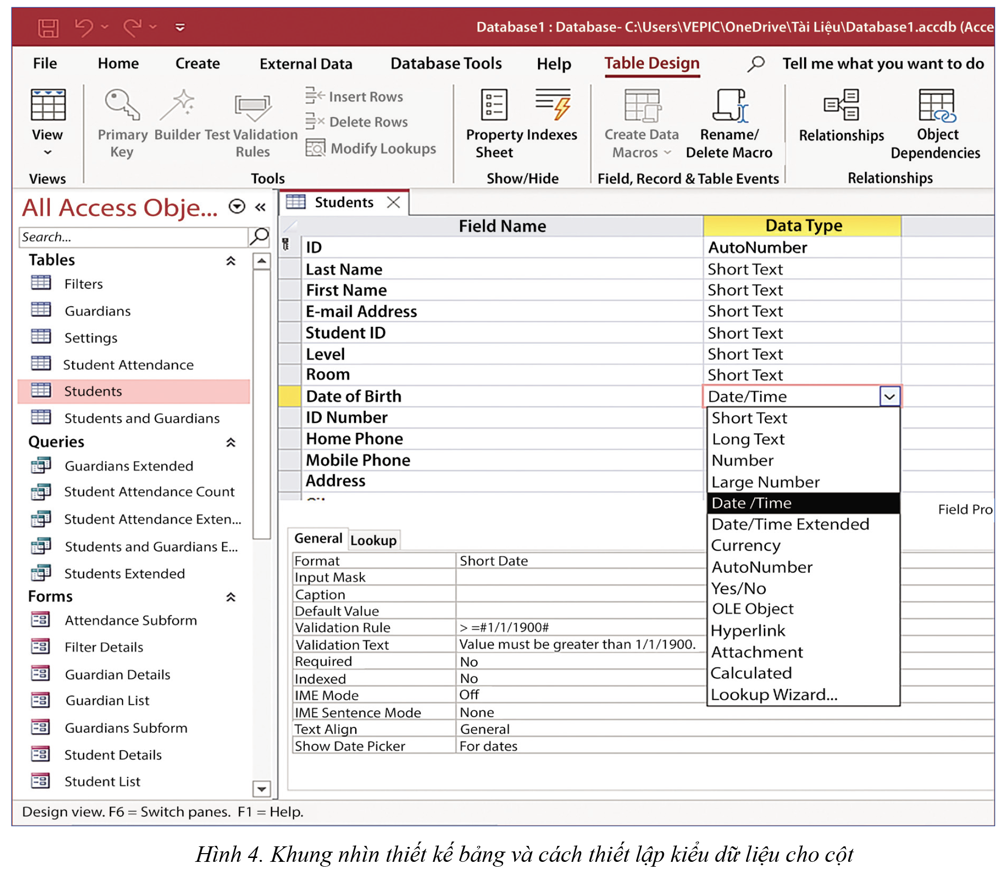 Database1 : Database- C:\Users\VEPIC\OneDrive\Tài Liệu\Database1.accdb (Acce
File Home Create External Data Database Tools Help Table Design Tell me what you want to do
View
Views
Primary Key
Builder
Test Validation Rules
Insert Rows
Delete Rows
Modify Lookups
Tools
Property Sheet
Indexes
Show/Hide
Create Data Macros
Rename/ Delete Macro
Field, Record & Table Events
Relationships
Object Dependencies
Relationships
All Access Obje...
Search...
Tables
Filters
Guardians
Settings
Student Attendance
Students
Students and Guardians
Queries
Guardians Extended
Student Attendance Count
Student Attendance Exten...
Students and Guardians E...
Students Extended
Forms
Attendance Subform
Filter Details
Guardian Details
Guardian List
Guardians Subform
Student Details
Student List
Students
Field Name Data Type
ID AutoNumber
Last Name Short Text
First Name Short Text
E-mail Address Short Text
Student ID Short Text
Level Short Text
Room Short Text
Date of Birth Date/Time
ID Number
Home Phone
Mobile Phone
Address
Short Text
Long Text
Number
Large Number
Date /Time
Date/Time Extended
Currency
AutoNumber
Yes/No
OLE Object
Hyperlink
Attachment
Calculated
Lookup Wizard...
Field Pro
General Lookup
Format Short Date
Input Mask
Caption
Default Value
Validation Rule > =#1/1/1900#
Validation Text Value must be greater than 1/1/1900.
Required No
Indexed No
IME Mode Off
IME Sentence Mode None
Text Align General
Show Date Picker For dates
Design view. F6 = Switch panes. F1 = Help.
Hình 4. Khung nhìn thiết kế bảng và cách thiết lập kiểu dữ liệu cho cột